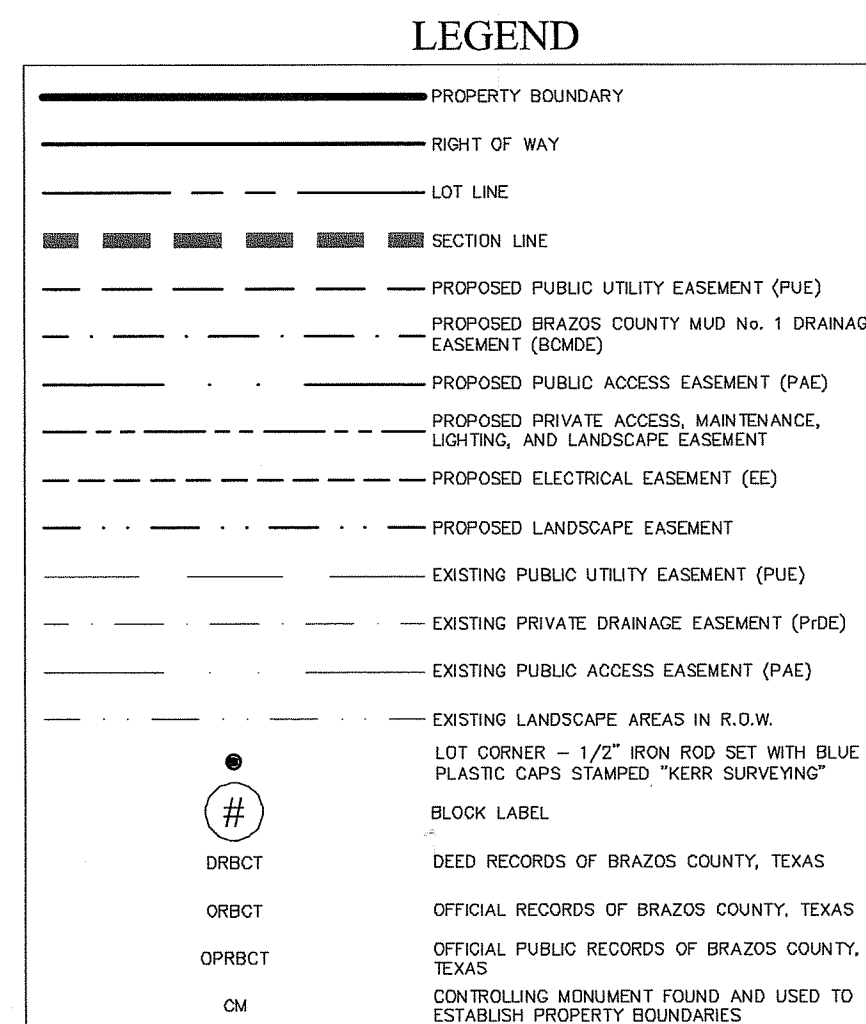 LEGEND
PROPERTY BOUNDARY
RIGHT OF WAY
LOT LINE
SECTION LINE
PROPOSED PUBLIC UTILITY EASEMENT (PUE)
PROPOSED BRAZOS COUNTY MUD No. 1 DRAINAG
EASEMENT (BCMDE)
PROPOSED PUBLIC ACCESS EASEMENT (PAE)
PROPOSED PRIVATE ACCESS, MAINTENANCE,
LIGHTING, AND LANDSCAPE EASEMENT
PROPOSED ELECTRICAL EASEMENT (EE)
PROPOSED LANDSCAPE EASEMENT
EXISTING PUBLIC UTILITY EASEMENT (PUE)
EXISTING PRIVATE DRAINAGE EASEMENT (PrDE)
EXISTING PUBLIC ACCESS EASEMENT (PAE)
EXISTING LANDSCAPE AREAS IN R.O.W.
LOT CORNER – 1/2" IRON ROD SET WITH BLUE
PLASTIC CAPS STAMPED "KERR SURVEYING"
# BLOCK LABEL
DRBCT DEED RECORDS OF BRAZOS COUNTY, TEXAS
ORBCT OFFICIAL RECORDS OF BRAZOS COUNTY, TEXAS
OPRBCT OFFICIAL PUBLIC RECORDS OF BRAZOS COUNTY,
TEXAS
CM CONTROLLING MONUMENT FOUND AND USED TO
ESTABLISH PROPERTY BOUNDARIES